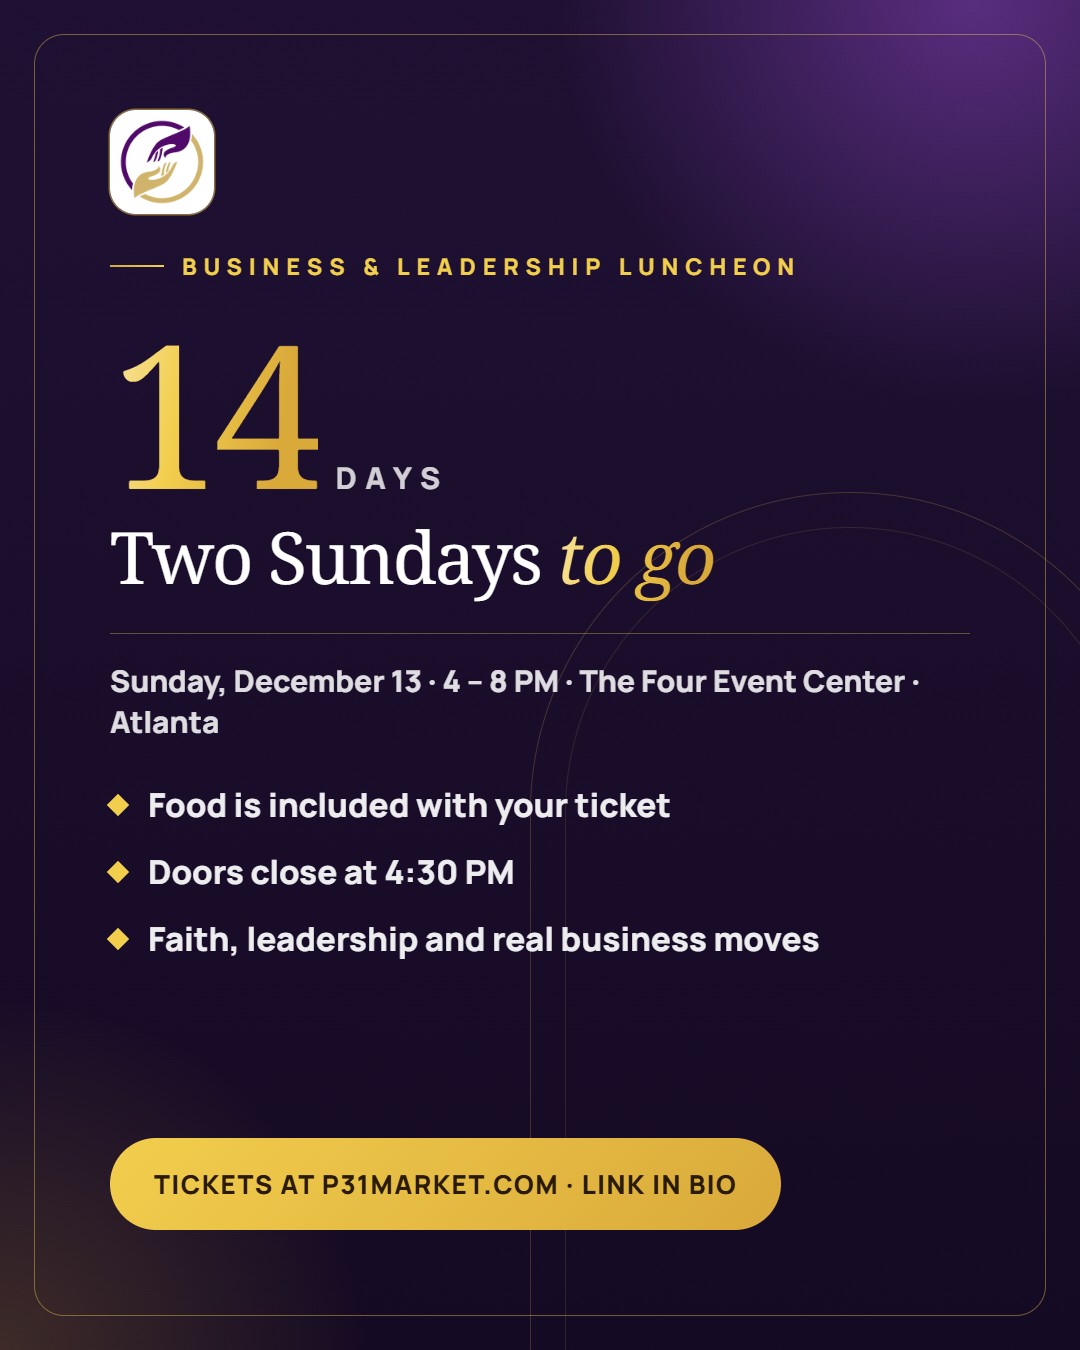 BUSINESS & LEADERSHIP LUNCHEON
14 DAYS
Two Sundays to go
Sunday, December 13 · 4 – 8 PM · The Four Event Center ·
Atlanta
Food is included with your ticket
Doors close at 4:30 PM
Faith, leadership and real business moves
TICKETS AT P31MARKET.COM · LINK IN BIO